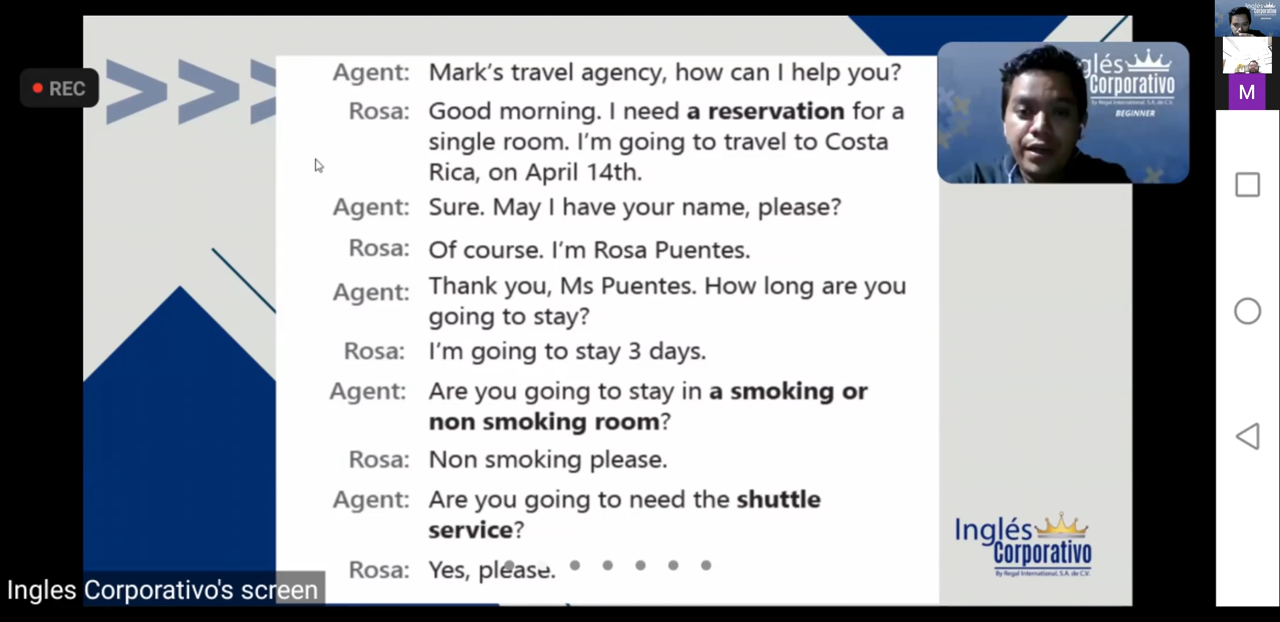 REC
Agent: Mark's travel agency, how can I help you?
Rosa: Good morning. I need a reservation for a
single room. I'm going to travel to Costa
Rica, on April 14th.
Agent: Sure. May I have your name, please?
Rosa: Of course. I'm Rosa Puentes.
Agent: Thank you, Ms Puentes. How long are you
going to stay?
Rosa: I'm going to stay 3 days.
Agent: Are you going to stay in a smoking or
non smoking room?
Rosa: Non smoking please.
Agent: Are you going to need the shuttle
service?
Rosa: Yes, please.
Ingles Corporativo's screen
glés
Corporativo
by Regal International, S.A. de C.V.
BEGINNER
Inglés
Corporativo
By Regal International, S.A. de C.V.
M